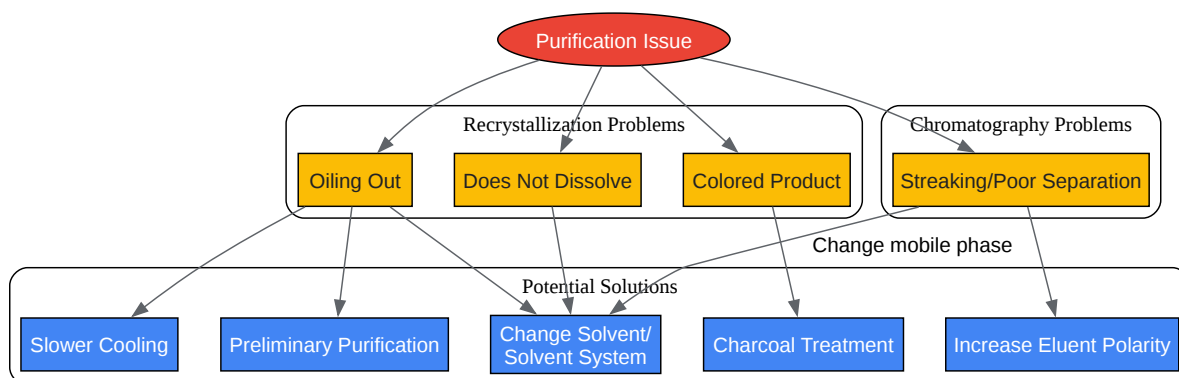 Purification Issue
Recrystallization Problems
Chromatography Problems
Oiling Out
Does Not Dissolve
Colored Product
Streaking/Poor Separation
Change mobile phase
Potential Solutions
Slower Cooling
Preliminary Purification
Change Solvent/
Solvent System
Charcoal Treatment
Increase Eluent Polarity